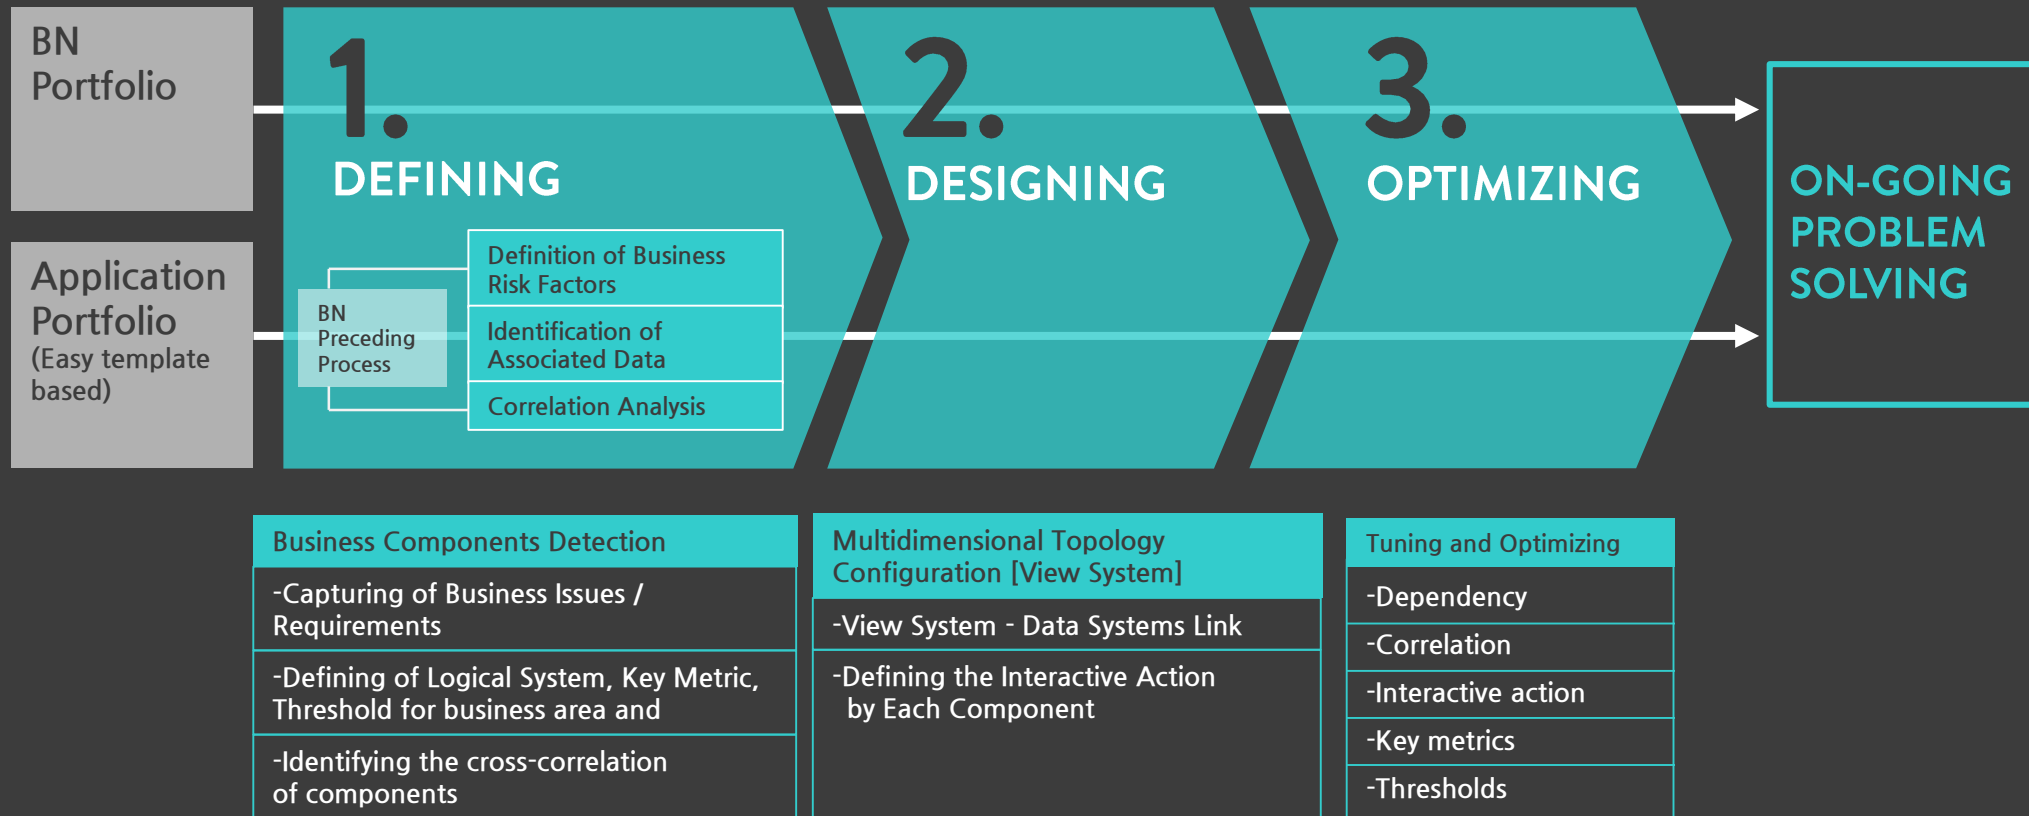 BN
Portfolio
Application
Portfolio
(Easy template
based)
1.
DEFINING
BN
Preceding
Process
Definition of Business
Risk Factors
Identification of
Associated Data
Correlation Analysis
2.
DESIGNING
3.
OPTIMIZING
ON-GOING
PROBLEM
SOLVING
Business Components Detection
-Capturing of Business Issues /
Requirements
-Defining of Logical System, Key Metric,
Threshold for business area and
-Identifying the cross-correlation
of components
Multidimensional Topology
Configuration [View System]
-View System - Data Systems Link
-Defining the Interactive Action
by Each Component
Tuning and Optimizing
-Dependency
-Correlation
-Interactive action
-Key metrics
-Thresholds